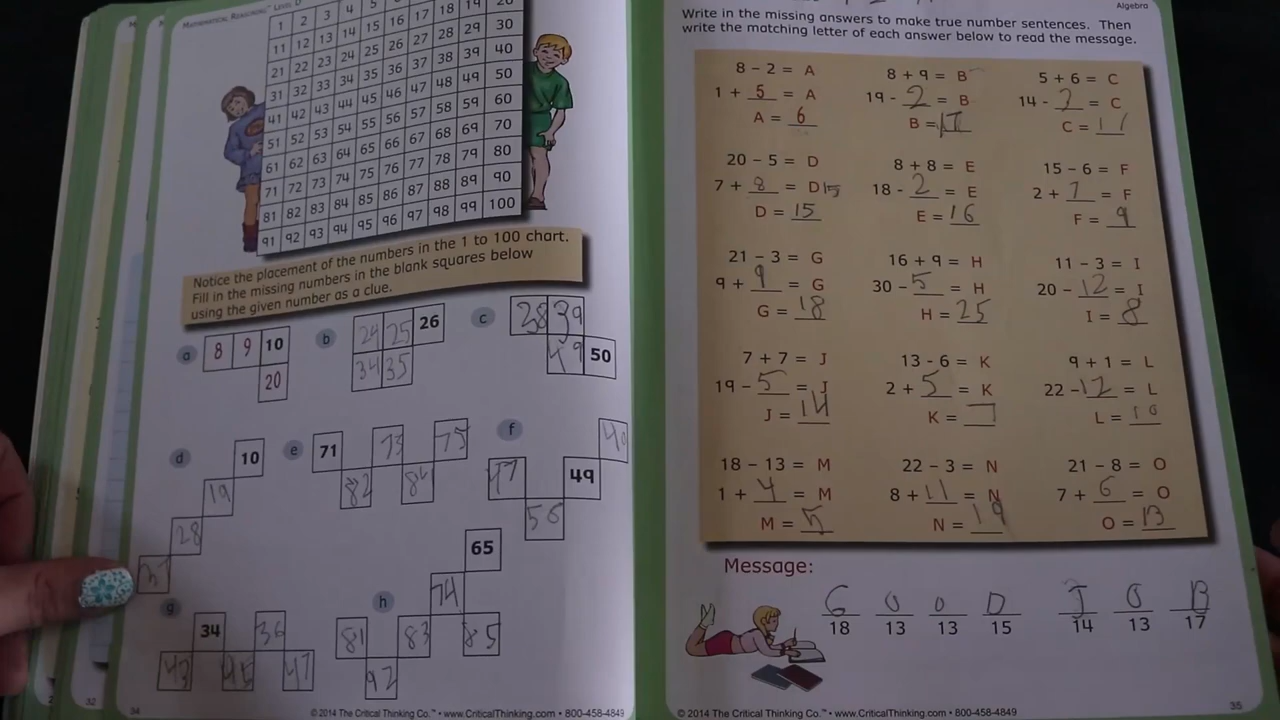 MATHEMATICAL REASONING™ LEVEL D
1 2 3 4 5 20
11 12 13 14 15 16 17 18 19 30
21 22 23 24 25 26 27 28 29 40
31 32 33 34 35 36 37 38 39 50
41 42 43 44 45 46 47 48 49 60
51 52 53 54 55 56 57 58 59 70
61 62 63 64 65 66 67 68 69 80
71 72 73 74 75 76 77 78 79 90
81 82 83 84 85 86 87 88 89 100
91 92 93 94 95 96 97 98 99
Notice the placement of the numbers in the 1 to 100 chart.
Fill in the missing numbers in the blank squares below
using the given number as a clue.
a 8 9 10
20
b 24 25 26
34 35
c 38 39
49 50
d 10
19
28
37
e 71 73 75
82 84
f 40
47 49
56
g 34 36
43 45 47
h 65
74
81 83 85
92
32
34
© 2014 The Critical Thinking Co.™ • www.CriticalThinking.com • 800-458-4849
Algebra
Write in the missing answers to make true number sentences. Then
write the matching letter of each answer below to read the message.
8 - 2 = A 8 + 9 = B 5 + 6 = C
1 + 5 = A 19 - 2 = B 14 - 3 = C
A = 6 B = 17 C = 11
20 - 5 = D 8 + 8 = E 15 - 6 = F
7 + 8 = D 15 18 - 2 = E 2 + 7 = F
D = 15 E = 16 F = 9
21 - 3 = G 16 + 9 = H 11 - 3 = I
9 + 9 = G 30 - 5 = H 20 - 12 = I
G = 18 H = 25 I = 8
7 + 7 = J 13 - 6 = K 9 + 1 = L
19 - 5 = J 2 + 5 = K 22 - 12 = L
J = 14 K = 7 L = 10
18 - 13 = M 22 - 3 = N 21 - 8 = O
1 + 4 = M 8 + 11 = N 7 + 6 = O
M = 5 N = 19 O = 13
Message:
G O O D J O B
18 13 13 15 14 13 17
© 2014 The Critical Thinking Co.™ • www.CriticalThinking.com • 800-458-4849
35